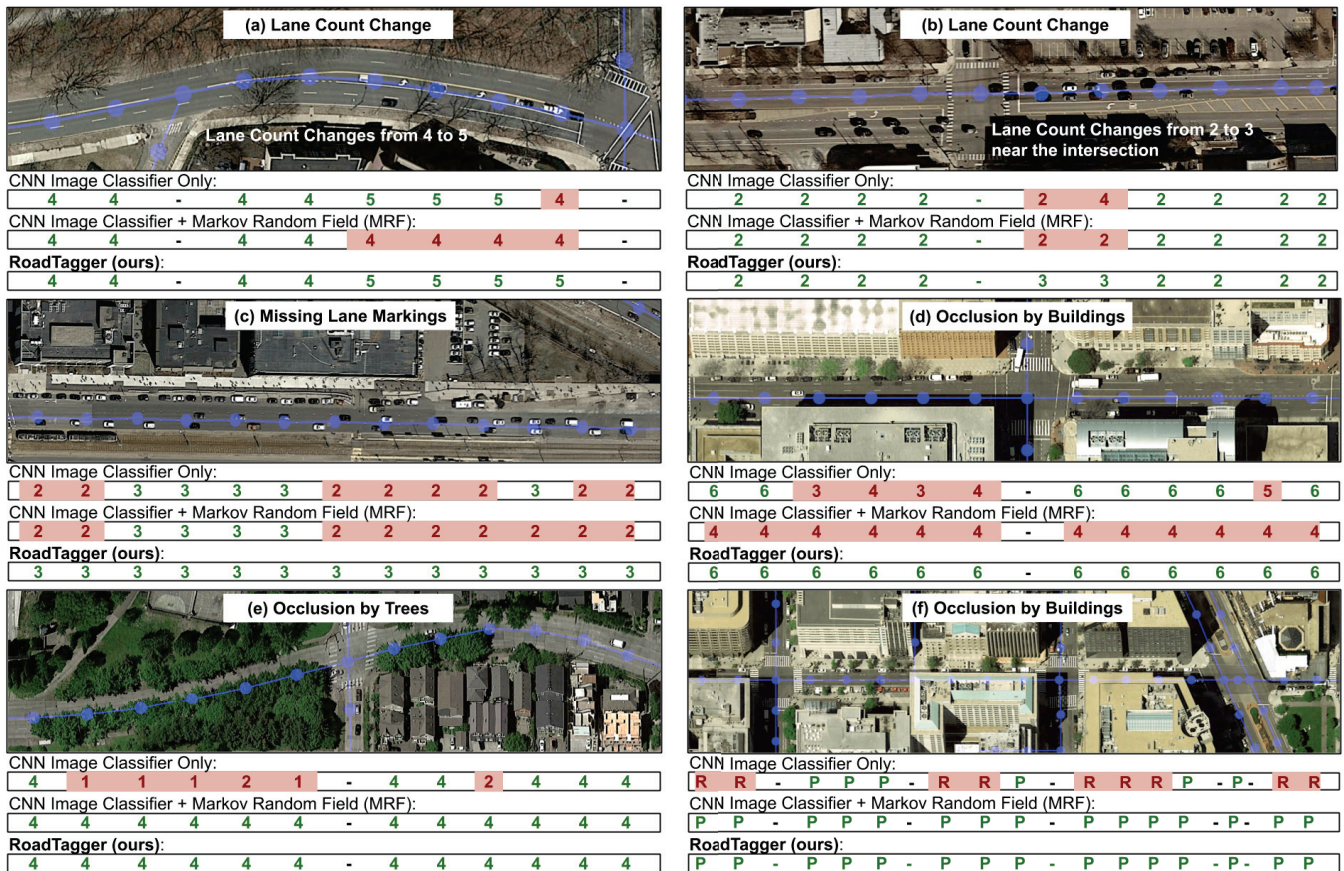 (a) Lane Count Change
Lane Count Changes from 4 to 5
CNN Image Classifier Only:
4 4 - 4 4 5 5 5 4 -
CNN Image Classifier + Markov Random Field (MRF):
4 4 - 4 4 4 4 4 4 -
RoadTagger (ours):
4 4 - 4 4 5 5 5 5 -
(b) Lane Count Change
Lane Count Changes from 2 to 3
near the intersection
CNN Image Classifier Only:
2 2 2 2 - 2 4 2 2 2 2
CNN Image Classifier + Markov Random Field (MRF):
2 2 2 2 - 2 2 2 2 2 2
RoadTagger (ours):
2 2 2 2 - 3 3 2 2 2 2
(c) Missing Lane Markings
CNN Image Classifier Only:
2 2 3 3 3 3 2 2 2 2 3 2 2
CNN Image Classifier + Markov Random Field (MRF):
2 2 3 3 3 3 2 2 2 2 2 2 2
RoadTagger (ours):
3 3 3 3 3 3 3 3 3 3 3 3 3
(d) Occlusion by Buildings
CNN Image Classifier Only:
6 6 3 4 3 4 - 6 6 6 6 5 6
CNN Image Classifier + Markov Random Field (MRF):
4 4 4 4 4 4 - 4 4 4 4 4 4
RoadTagger (ours):
6 6 6 6 6 6 - 6 6 6 6 6 6
(e) Occlusion by Trees
CNN Image Classifier Only:
4 1 1 1 2 1 - 4 4 2 4 4 4
CNN Image Classifier + Markov Random Field (MRF):
4 4 4 4 4 4 - 4 4 4 4 4 4
RoadTagger (ours):
4 4 4 4 4 4 - 4 4 4 4 4 4
(f) Occlusion by Buildings
CNN Image Classifier Only:
R R - P P P - R R P - R R R P - P - R R
CNN Image Classifier + Markov Random Field (MRF):
P P - P P P - P P P - P P P P - P - P P
RoadTagger (ours):
P P - P P P - P P P - P P P P - P - P P